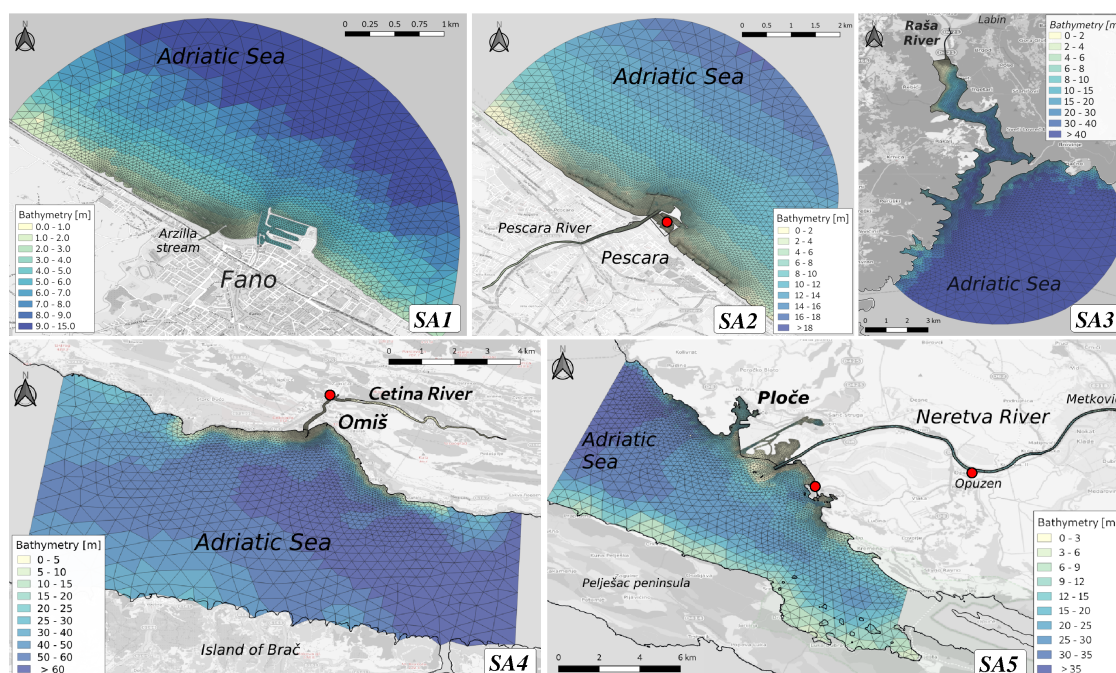 0 0.25 0.5 0.75 1 km
Adriatic Sea
Bathymetry [m]
0.0 - 1.0
1.0 - 2.0
2.0 - 3.0
3.0 - 4.0
4.0 - 5.0
5.0 - 6.0
6.0 - 7.0
7.0 - 8.0
8.0 - 9.0
9.0 - 15.0
Arzilla
stream
Fano
SA1
0 0.5 1 1.5 2 km
Adriatic Sea
Pescara River
Pescara
Bathymetry [m]
0 - 2
2 - 4
4 - 6
6 - 8
8 - 10
10 - 12
12 - 14
14 - 16
16 - 18
> 18
SA2
Raša
River
Labin
Bathymetry [m
0 - 2
2 - 4
4 - 6
6 - 8
8 - 10
10 - 15
15 - 20
20 - 30
30 - 40
> 40
Adriatic Sea
0 1 2 3 km
SA3
0 1 2 3 4 km
Cetina River
Omiš
Adriatic Sea
Bathymetry [m]
0 - 5
5 - 10
10 - 15
15 - 20
20 - 25
25 - 30
30 - 40
40 - 50
50 - 60
> 60
Island of Brač
SA4
Ploče
Metković
Neretva River
Adriatic
Sea
Opuzen
Pelješac peninsula
Bathymetry [m
0 - 3
3 - 6
6 - 9
9 - 12
12 - 15
15 - 20
20 - 25
25 - 30
30 - 35
> 35
0 2 4 6 km
SA5